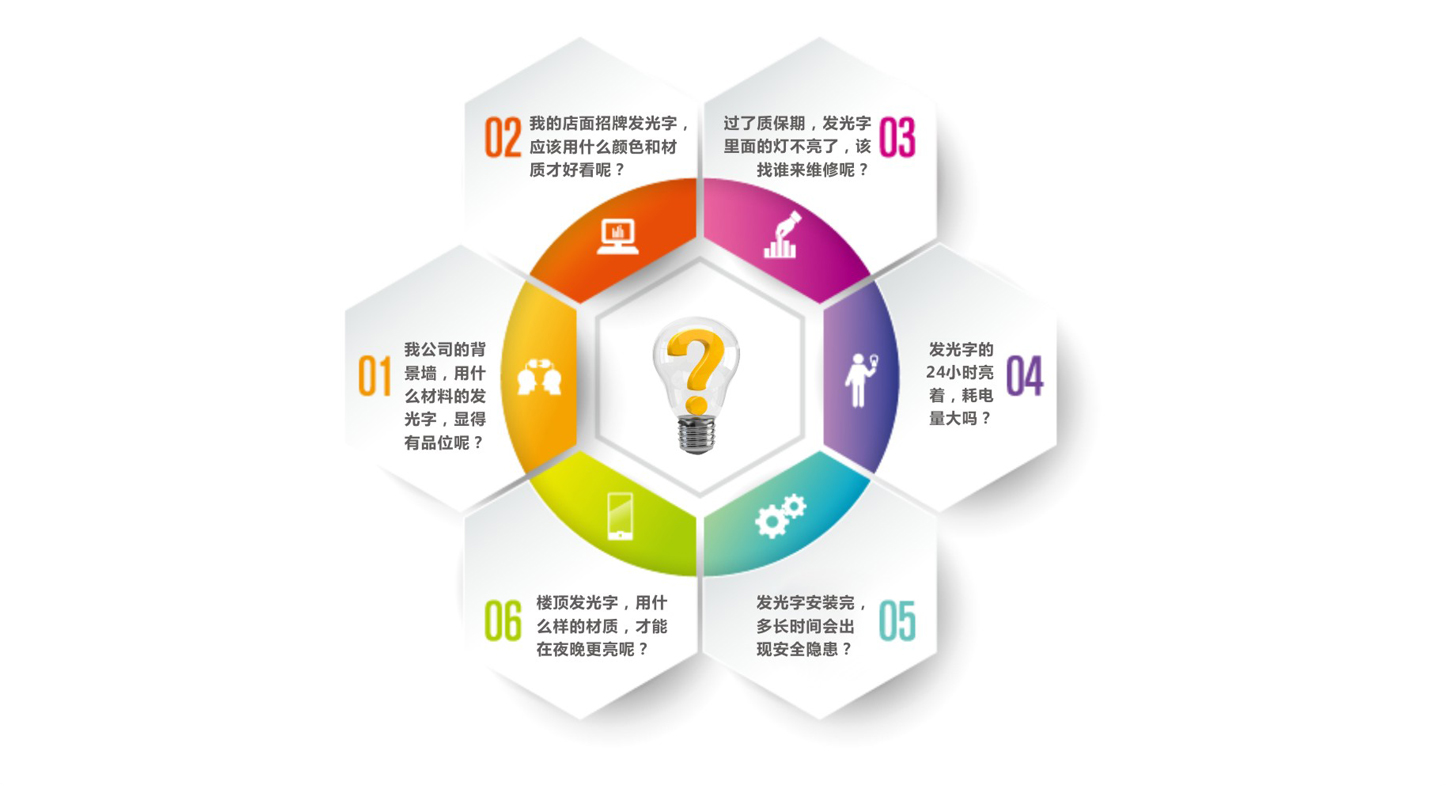 01
我公司的背
景墙，用什
么材料的发
光字，显得
有品位呢？
02
我的店面招牌发光字，
应该用什么颜色和材
质才好看呢？
03
过了质保期，发光字
里面的灯不亮了，该
找谁来维修呢？
04
发光字的
24小时亮
着，耗电
量大吗？
05
发光字安装完，
多长时间会出
现安全隐患？
06
楼顶发光字，用什
么样的材质，才能
在夜晚更亮呢？
?